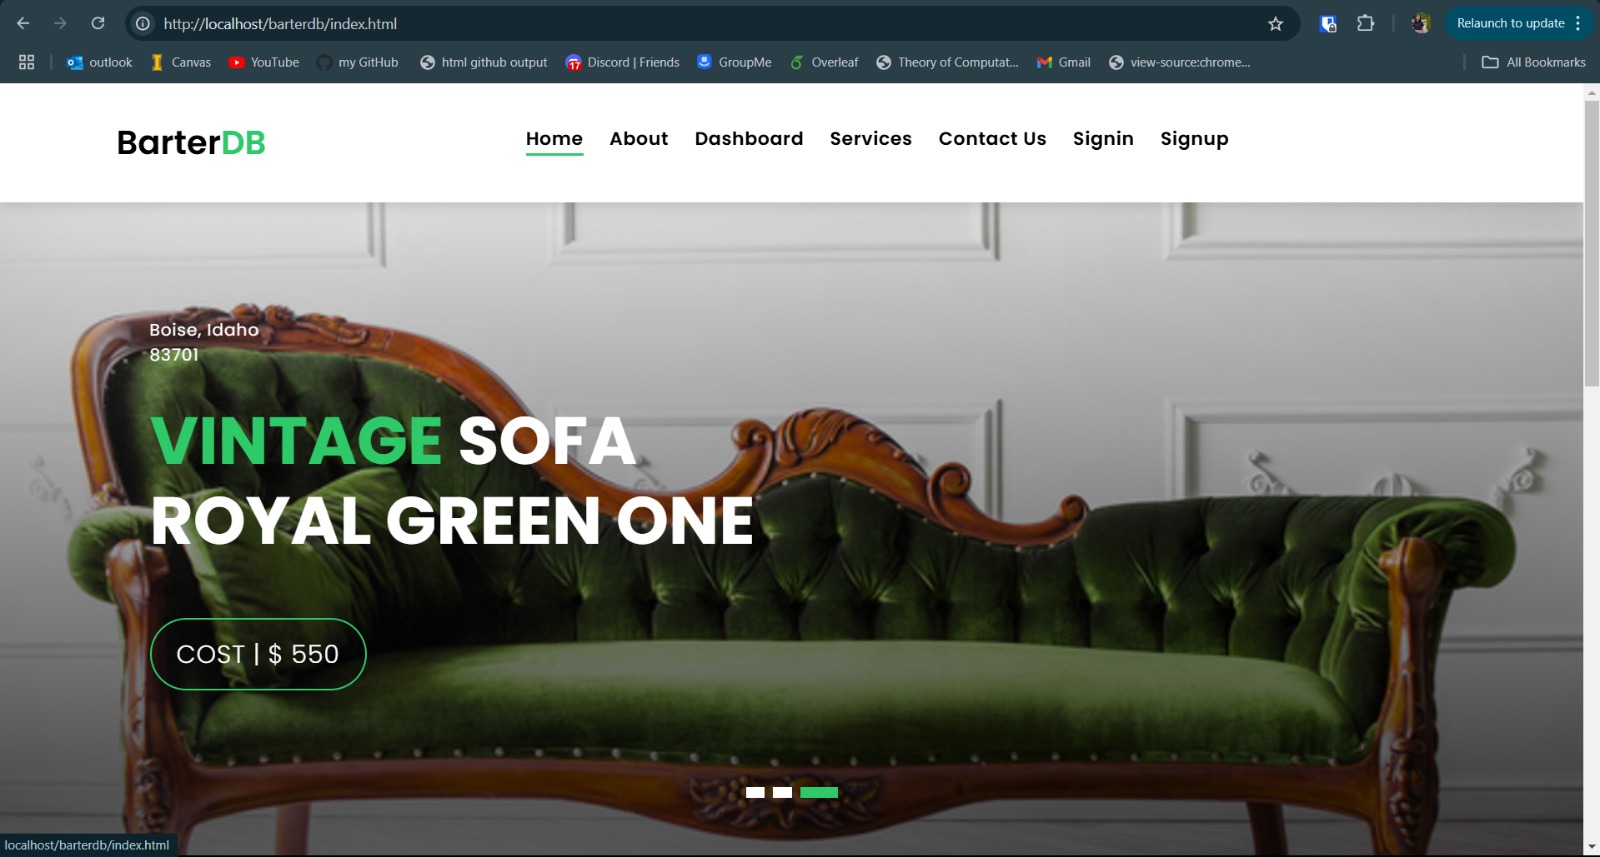 http://localhost/barterdb/index.html
Relaunch to update
outlook
Canvas
YouTube
my GitHub
html github output
17
Discord | Friends
GroupMe
Overleaf
Theory of Computat...
Gmail
view-source:chrome...
All Bookmarks
BarterDB
Home
About
Dashboard
Services
Contact Us
Signin
Signup
Boise, Idaho
83701
VINTAGE SOFA
ROYAL GREEN ONE
COST | $ 550
localhost/barterdb/index.html